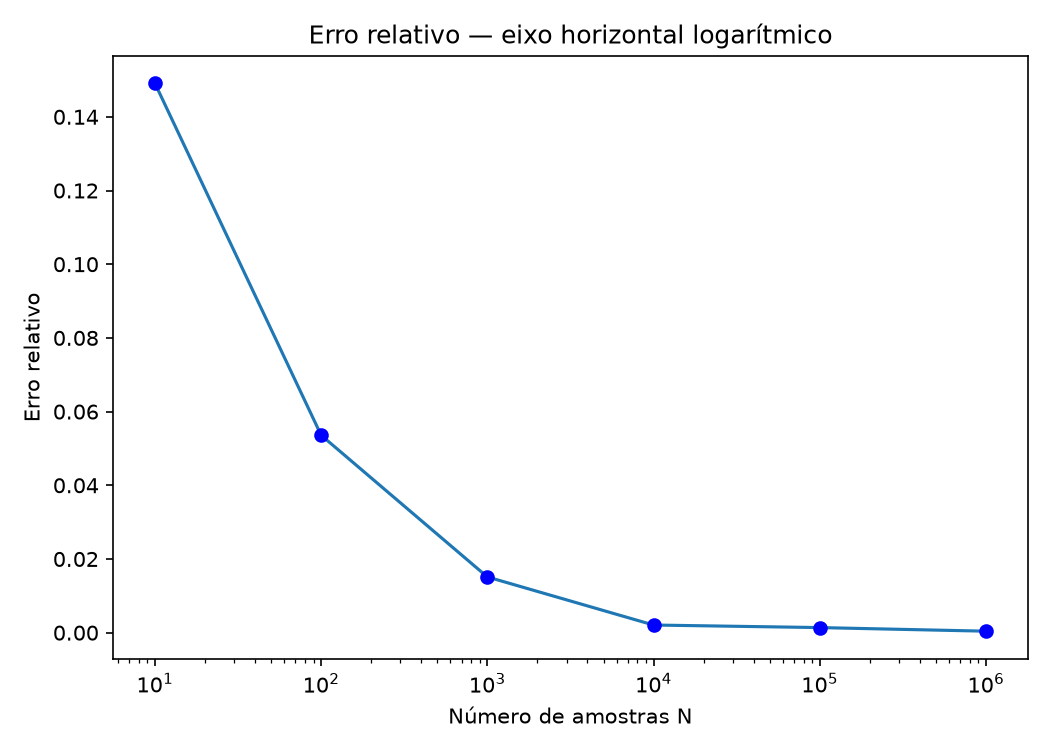 Erro relativo — eixo horizontal logarítmico
Erro relativo
0.14
0.12
0.10
0.08
0.06
0.04
0.02
0.00
10¹ 10² 10³ 10⁴ 10⁵ 10⁶
Número de amostras N